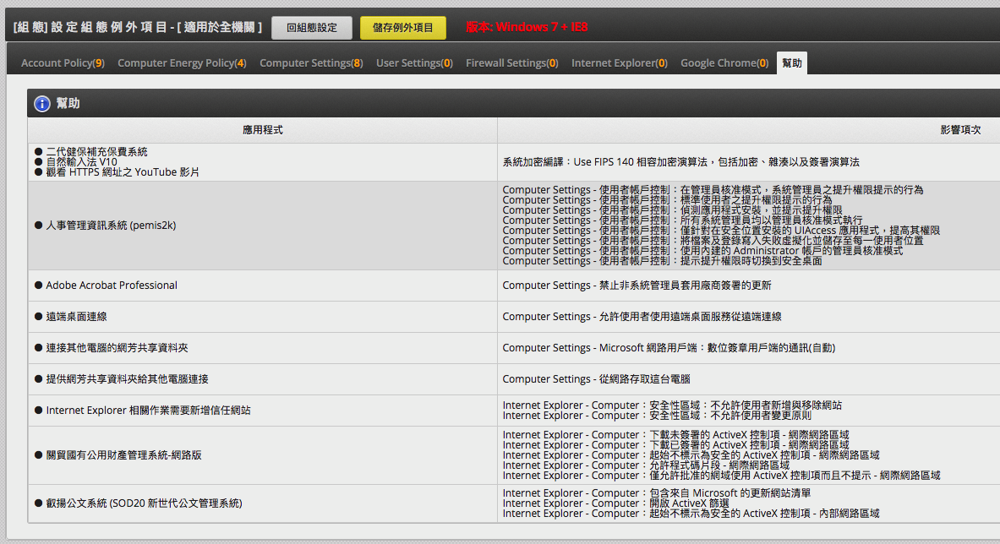 [組 態] 設 定 組 態 例 外 項 目 - [ 適用於全機關 ] 回組態設定 儲存例外項目 版本: Windows 7 + IE8
Account Policy(9) Computer Energy Policy(4) Computer Settings(8) User Settings(0) Firewall Settings(0) Internet Explorer(0) Google Chrome(0) 幫助
幫助
應用程式 影響項次
● 二代健保補充保費系統
● 自然輸入法 V10
● 觀看 HTTPS 網址之 YouTube 影片
系統加密編譯：Use FIPS 140 相容加密演算法，包括加密、雜湊以及簽署演算法
● 人事管理資訊系統 (pemis2k)
Computer Settings - 使用者帳戶控制：在管理員核准模式，系統管理員之提升權限提示的行為
Computer Settings - 使用者帳戶控制：標準使用者之提升權限提示的行為
Computer Settings - 使用者帳戶控制：偵測應用程式安裝，並提示提升權限
Computer Settings - 使用者帳戶控制：所有系統管理員均以管理員核准模式執行
Computer Settings - 使用者帳戶控制：僅針對在安全位置安裝的 UIAccess 應用程式，提高其權限
Computer Settings - 使用者帳戶控制：將檔案及登錄寫入失敗虛擬化並儲存至每一使用者位置
Computer Settings - 使用者帳戶控制：使用內建的 Administrator 帳戶的管理員核准模式
Computer Settings - 使用者帳戶控制：提示提升權限時切換到安全桌面
● Adobe Acrobat Professional
Computer Settings - 禁止非系統管理員套用廠商簽署的更新
● 遠端桌面連線
Computer Settings - 允許使用者使用遠端桌面服務從遠端連線
● 連接其他電腦的網芳共享資料夾
Computer Settings - Microsoft 網路用戶端：數位簽章用戶端的通訊(自動)
● 提供網芳共享資料夾給其他電腦連接
Computer Settings - 從網路存取這台電腦
● Internet Explorer 相關作業需要新增信任網站
Internet Explorer - Computer：安全性區域：不允許使用者新增與移除網站
Internet Explorer - Computer：安全性區域：不允許使用者變更原則
● 關貿國有公用財產管理系統-網路版
Internet Explorer - Computer：下載未簽署的 ActiveX 控制項 - 網際網路區域
Internet Explorer - Computer：下載已簽署的 ActiveX 控制項 - 網際網路區域
Internet Explorer - Computer：起始不標示為安全的 ActiveX 控制項 - 網際網路區域
Internet Explorer - Computer：允許程式碼片段 - 網際網路區域
Internet Explorer - Computer：僅允許批准的網域使用 ActiveX 控制項而且不提示 - 網際網路區域
● 叡揚公文系統 (SOD20 新世代公文管理系統)
Internet Explorer - Computer：包含來自 Microsoft 的更新網站清單
Internet Explorer - Computer：開啟 ActiveX 篩選
Internet Explorer - Computer：起始不標示為安全的 ActiveX 控制項 - 內部網路區域